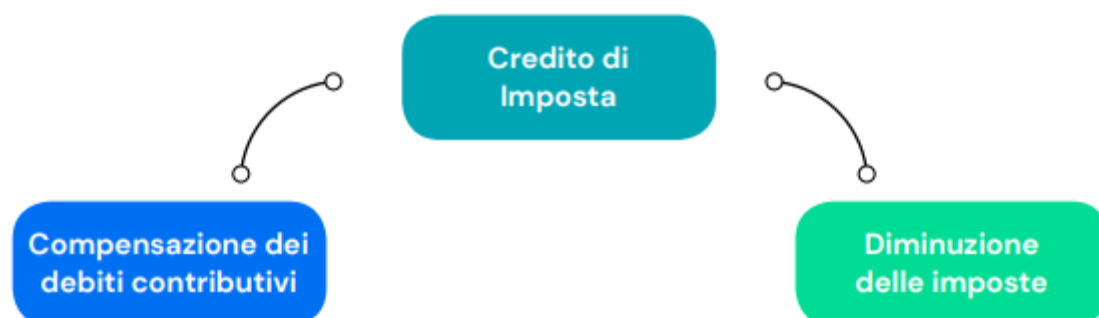 Credito di
Imposta
Compensazione dei
debiti contributivi
Diminuzione
delle imposte